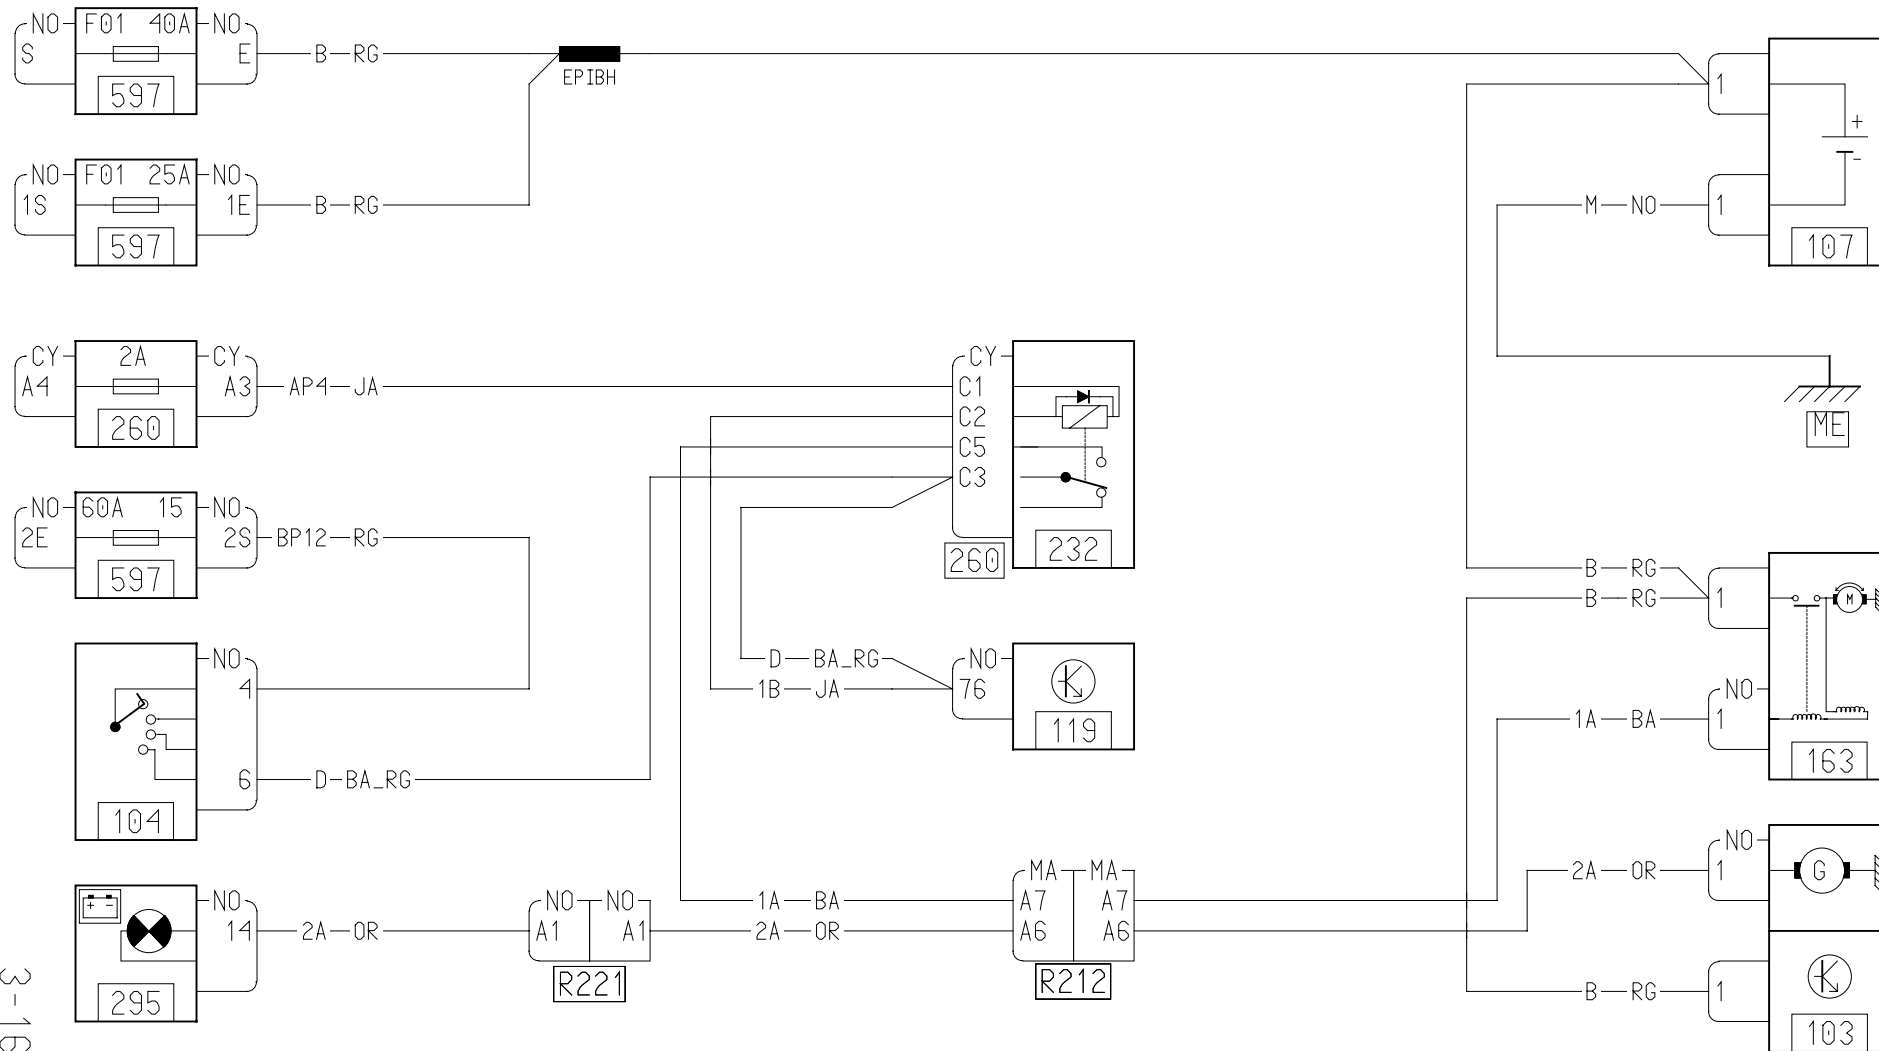 NO F01 40A NO
S E B RG
EPIBH
597
1
+
-
NO F01 25A NO
1S 1E B RG
597
M NO 1
107
CY 2A CY
A4 A3 AP4 JA
260
CY
C1
C2
C5
C3
260 232
ME
NO 60A 15 NO
2E 2S BP12 RG
597
B RG
B RG 1
M
NO
4
6 D-BA_RG
104
D BA_RG NO
1B JA 76
119
NO
1A BA 1
163
NO
2A OR 1
G
NO
14 2A OR
295
NO NO
A1 A1
R221
1A BA
2A OR
MA MA
A7 A7
A6 A6
R212
+ -
B RG 1
103
3-16